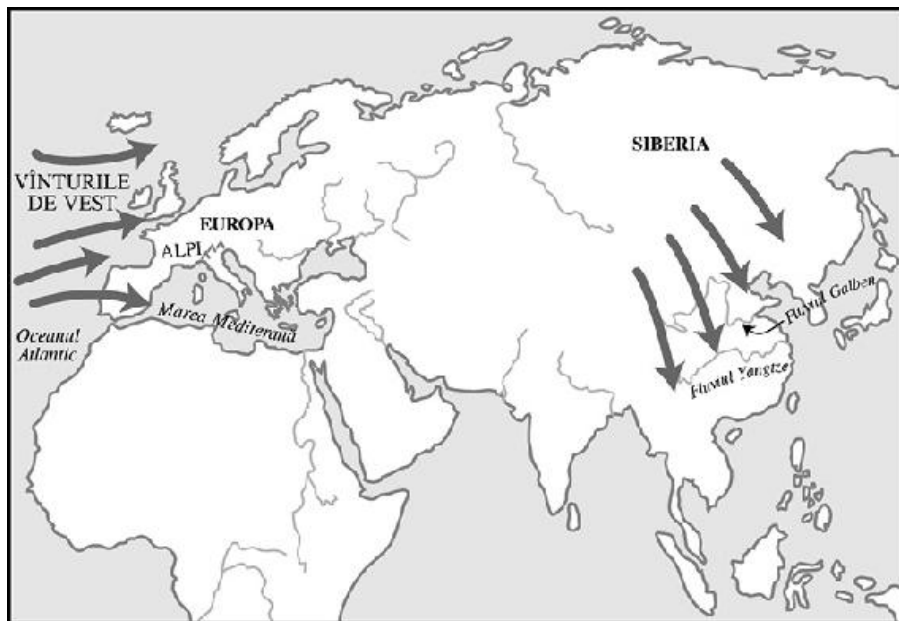 VÎNTURILE
DE VEST
SIBERIA
EUROPA
ALPI
Marea Mediterană
Oceanul
Atlantic
Fluviul Galben
Fluviul Yangtze